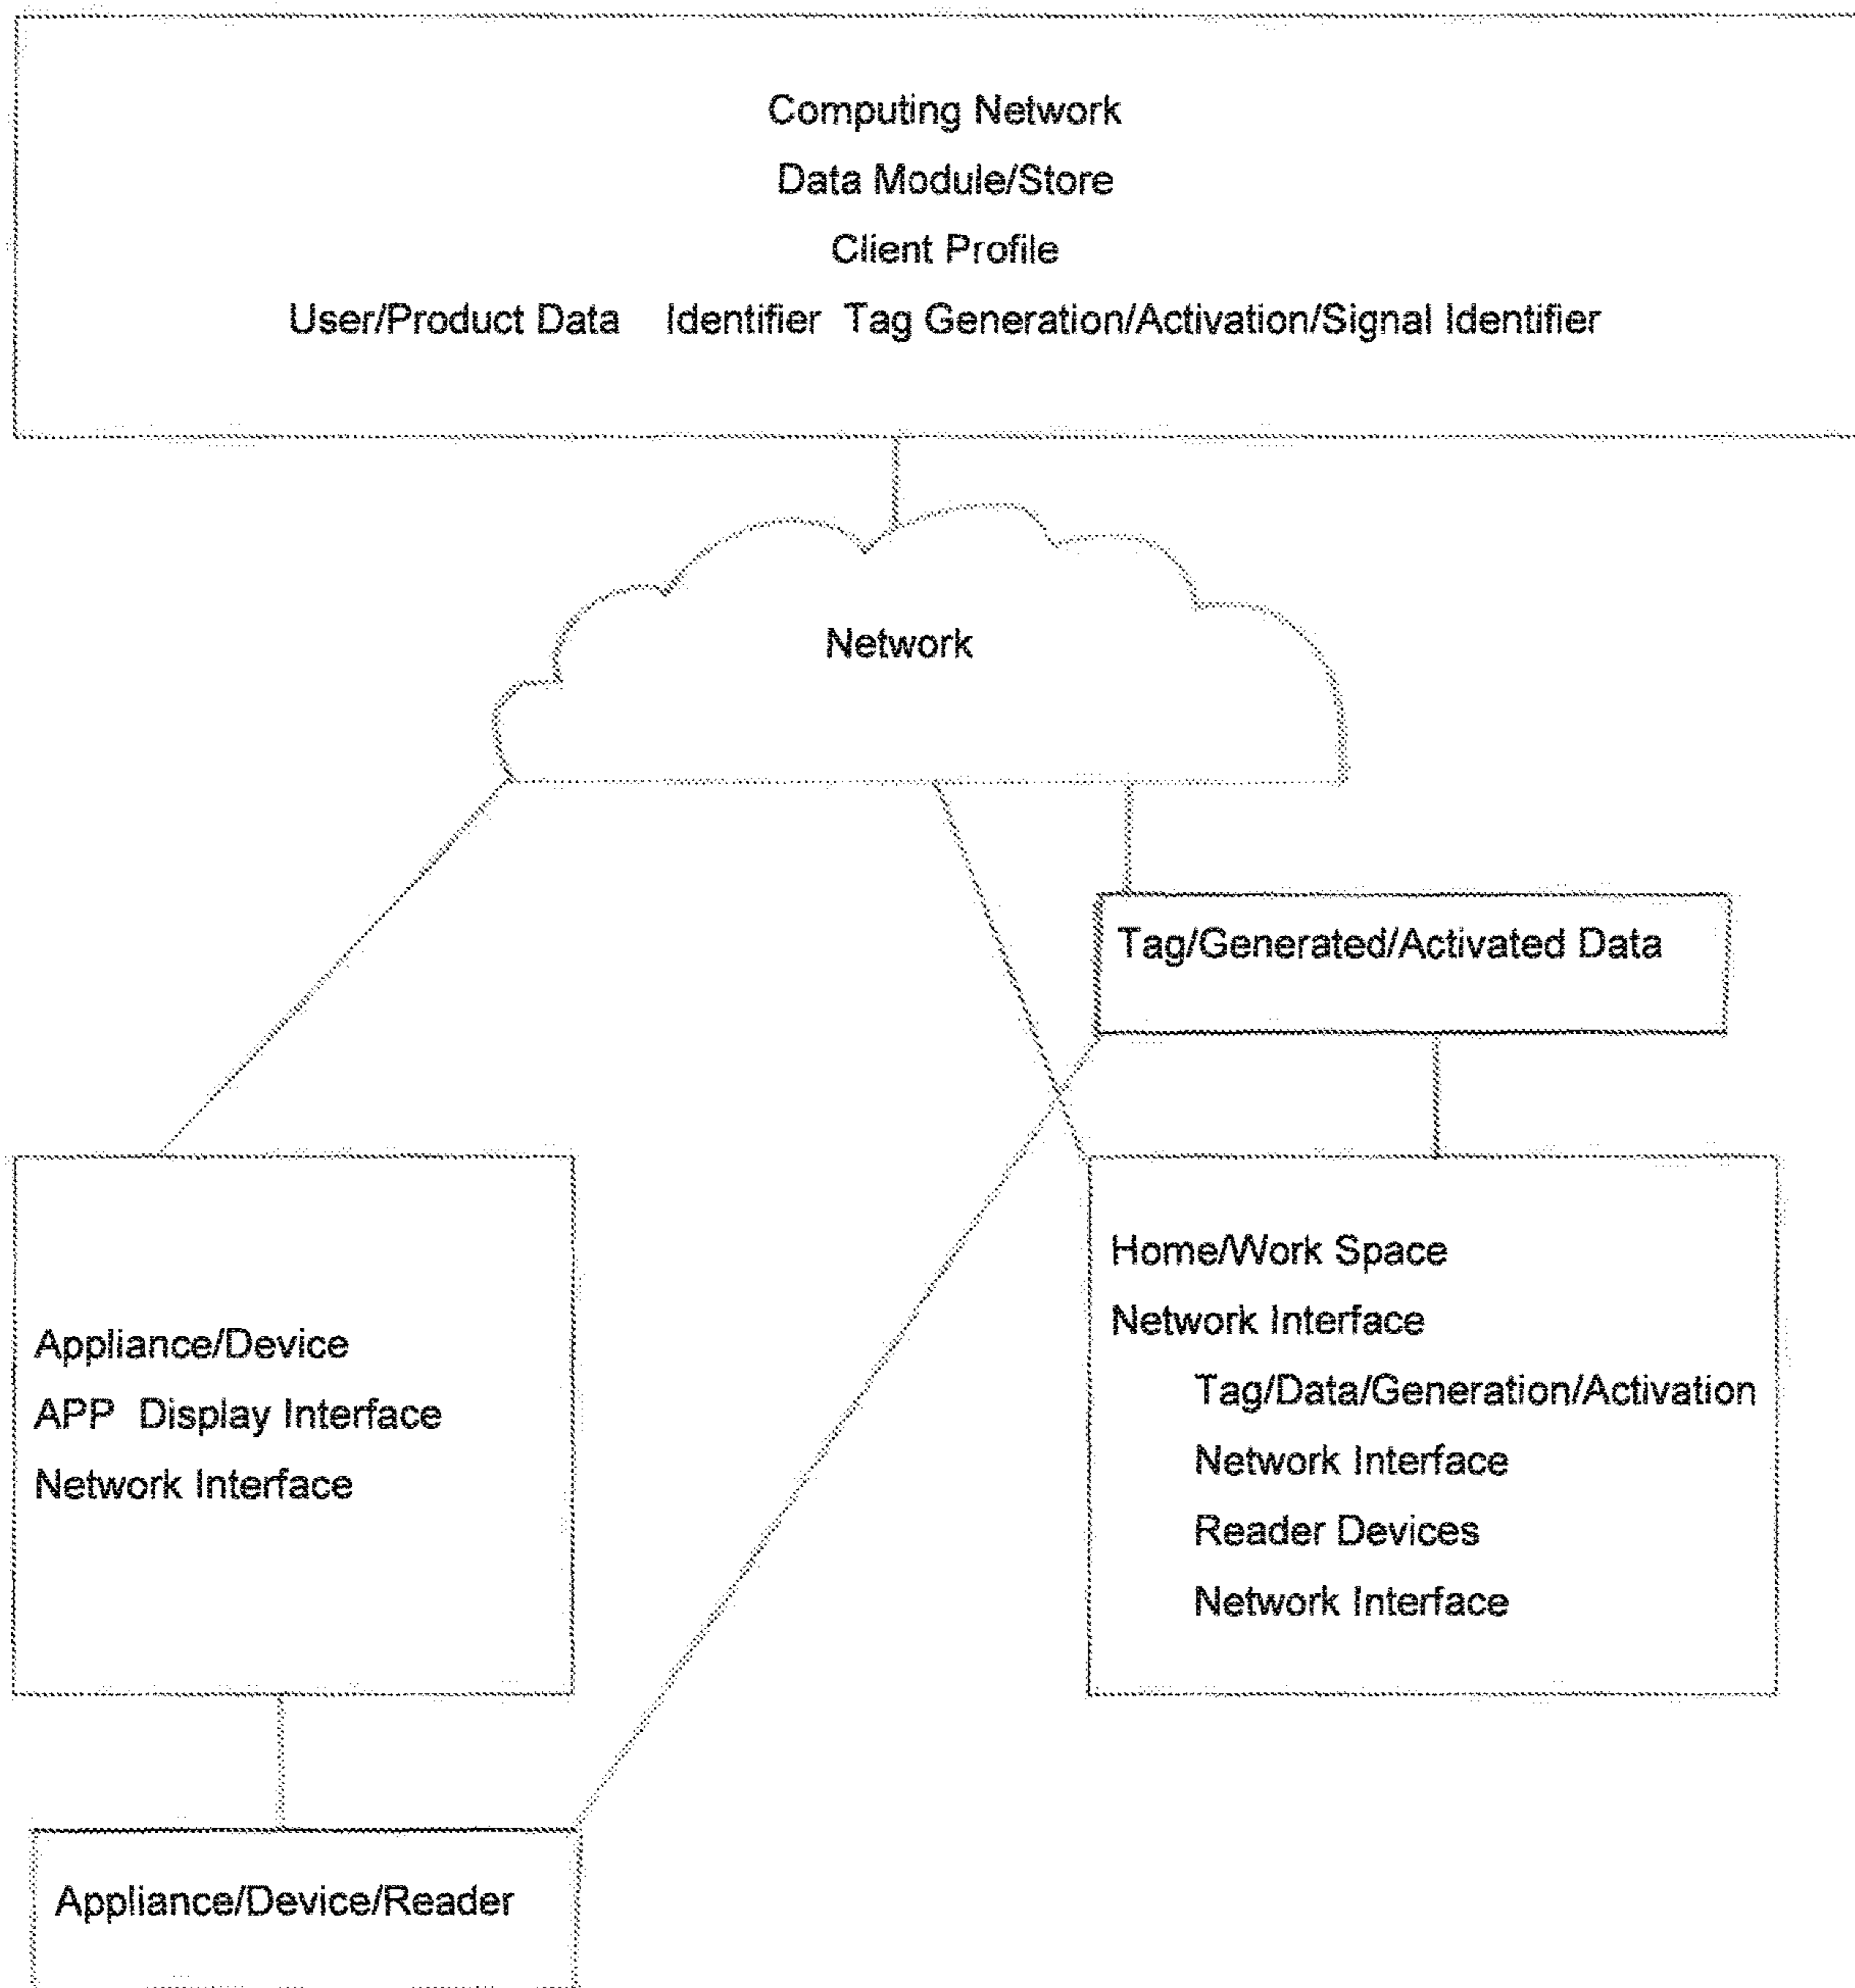 Computing Network
Data Module/Store
Client Profile
User/Product Data Identifier Tag Generation/Activation/Signal Identifier
Network
Tag/Generated/Activated Data
Home/Work Space
Network Interface
Tag/Data/Generation/Activation
Network Interface
Reader Devices
Network Interface
Appliance/Device
APP Display Interface
Network Interface
Appliance/Device/Reader